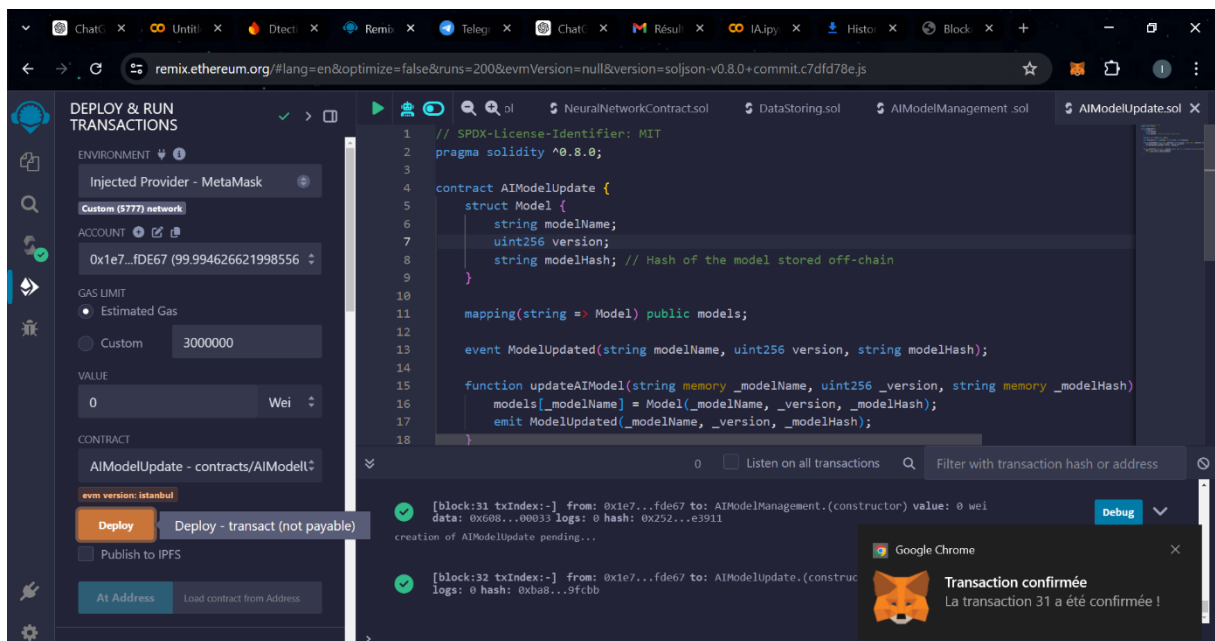 ChatG
Untitl
Dtecti
Remix
Telegr
ChatG
Résult
IA.ipy
Histor
Block
remix.ethereum.org/#lang=en&optimize=false&runs=200&evmVersion=null&version=soljson-v0.8.0+commit.c7dfd78e.js
I
DEPLOY & RUN
TRANSACTIONS
ENVIRONMENT
Injected Provider - MetaMask
Custom (5777) network
ACCOUNT
0x1e7...fDE67 (99.994626621998556
GAS LIMIT
Estimated Gas
Custom 3000000
VALUE
0 Wei
CONTRACT
AIModelUpdate - contracts/AIModelU
evm version: istanbul
Deploy
Deploy - transact (not payable)
Publish to IPFS
At Address Load contract from Address
ol NeuralNetworkContract.sol DataStoring.sol AIModelManagement .sol AIModelUpdate.sol
1 // SPDX-License-Identifier: MIT
2 pragma solidity ^0.8.0;
3
4 contract AIModelUpdate {
5 struct Model {
6 string modelName;
7 uint256 version;
8 string modelHash; // Hash of the model stored off-chain
9 }
10
11 mapping(string => Model) public models;
12
13 event ModelUpdated(string modelName, uint256 version, string modelHash);
14
15 function updateAIModel(string memory _modelName, uint256 _version, string memory _modelHash)
16 models[_modelName] = Model(_modelName, _version, _modelHash);
17 emit ModelUpdated(_modelName, _version, _modelHash);
18 }
0 Listen on all transactions Filter with transaction hash or address
[block:31 txIndex:-] from: 0x1e7...fde67 to: AIModelManagement.(constructor) value: 0 wei
data: 0x608...00033 logs: 0 hash: 0x252...e3911
Debug
creation of AIModelUpdate pending...
[block:32 txIndex:-] from: 0x1e7...fde67 to: AIModelUpdate.(construc
logs: 0 hash: 0xba8...9fcbb
>
Google Chrome
Transaction confirmée
La transaction 31 a été confirmée !